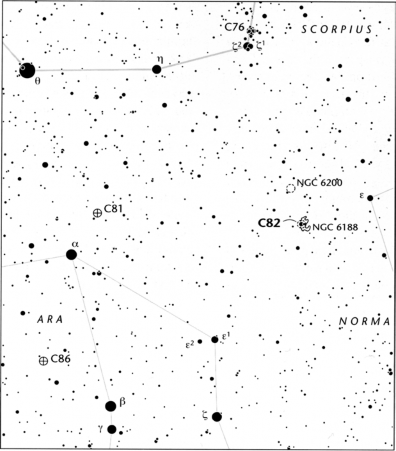 C76
SCORPIUS
ζ² ζ¹
η
θ
NGC 6200
ε
C81
C82
NGC 6188
α
ARA
NORMA
ε² ε¹
C86
β
ζ
γ